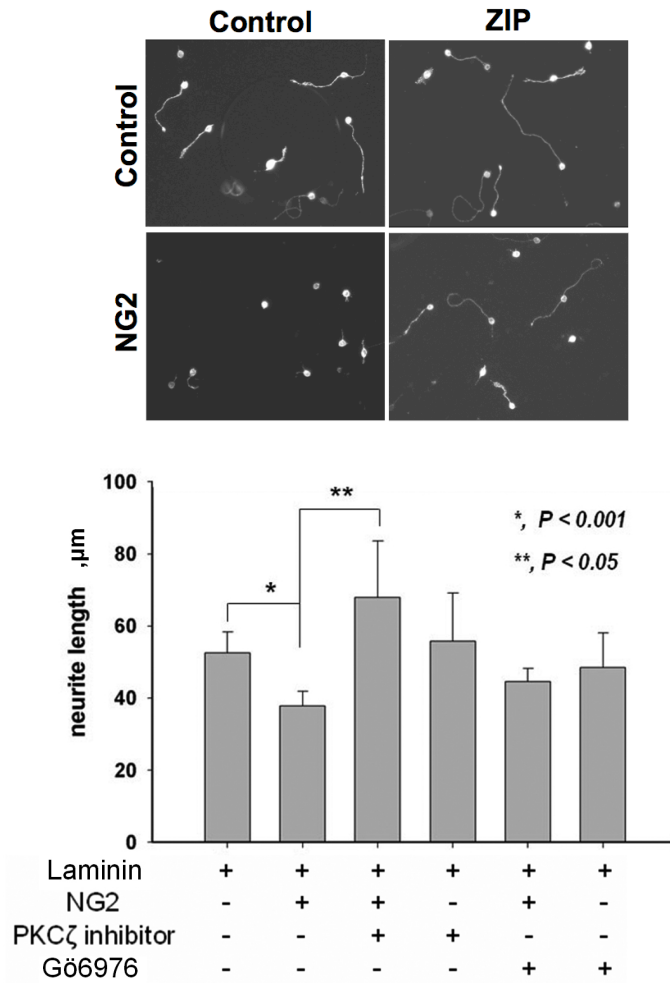 Control ZIP
Control
NG2
100
80
60
40
20
0
neurite length ,µm
*
**
*, P < 0.001
**, P < 0.05
Laminin + + + + + +
NG2 - + + - + -
PKCζ inhibitor - - + + - -
Gö6976 - - - - + +